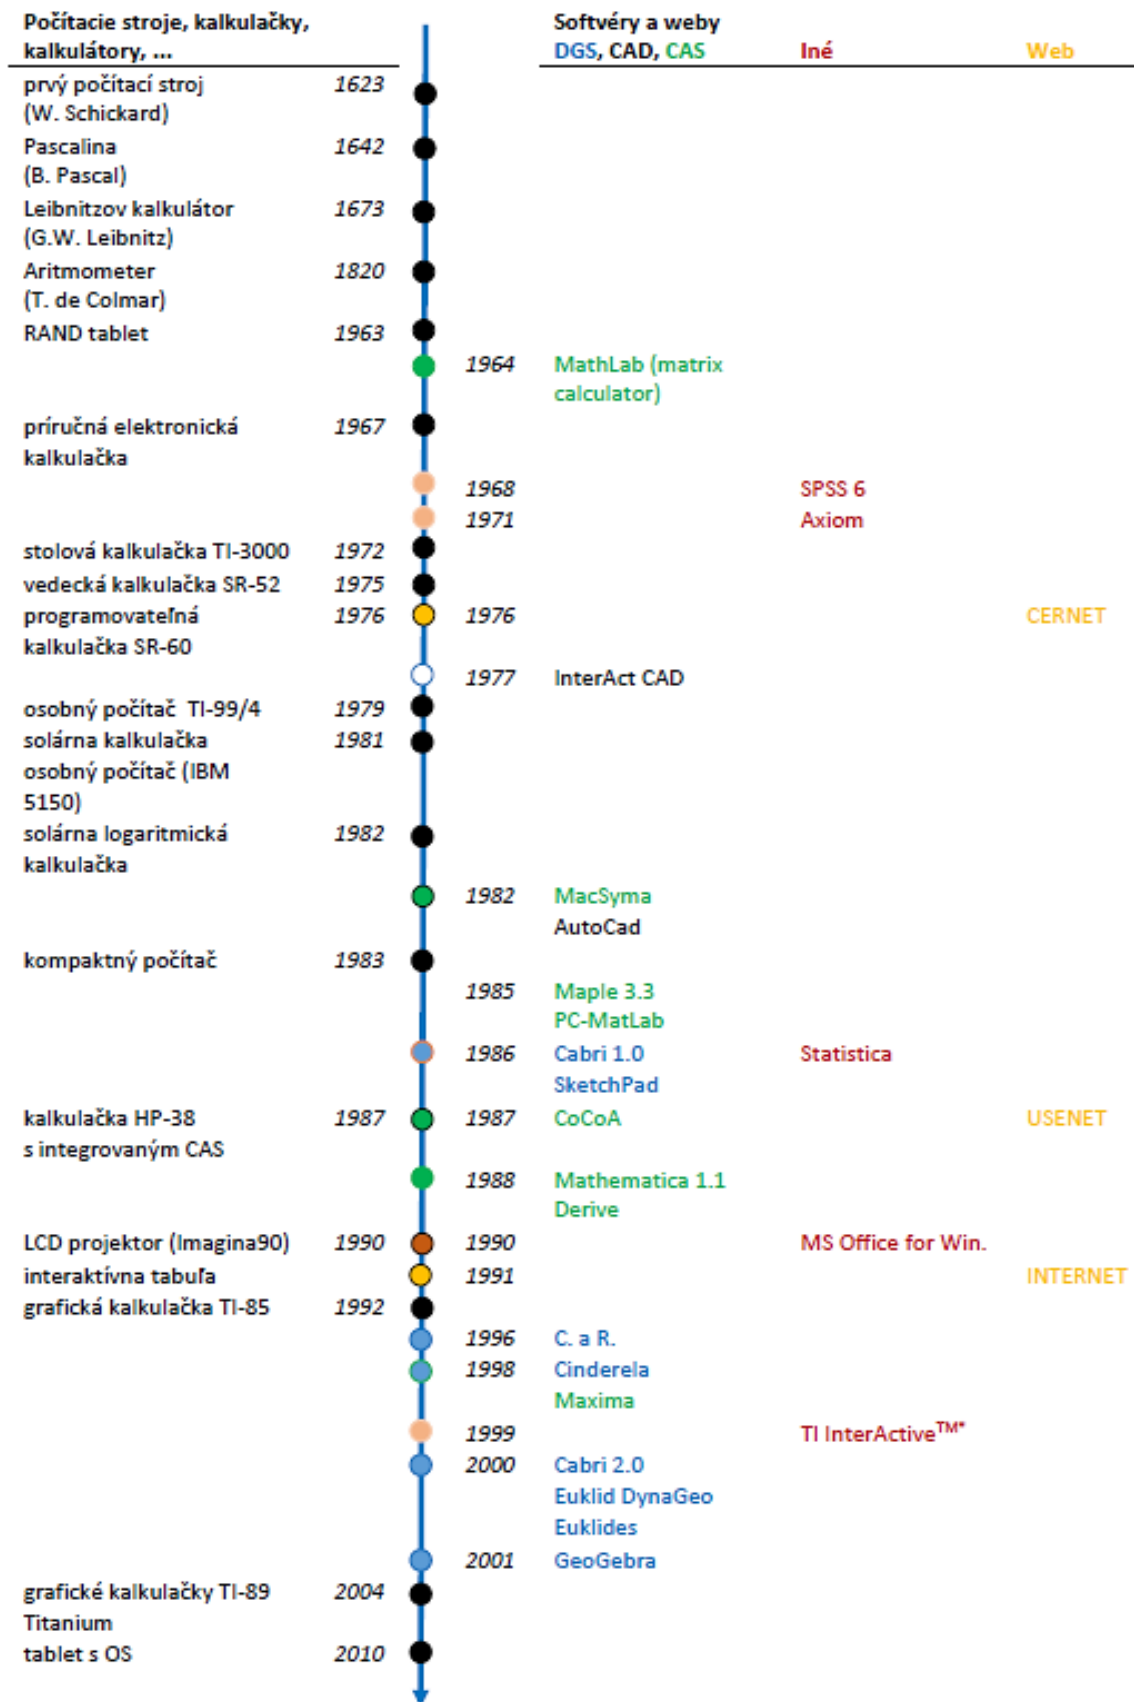 Počítacie stroje, kalkulačky, Softvéry a weby
kalkulátory, ... DGS, CAD, CAS Iné Web
prvý počítací stroj 1623
(W. Schickard)
Pascalina 1642
(B. Pascal)
Leibnitzov kalkulátor 1673
(G.W. Leibnitz)
Aritmometer 1820
(T. de Colmar)
RAND tablet 1963
1964 MathLab (matrix
calculator)
príručná elektronická 1967
kalkulačka
1968 SPSS 6
1971 Axiom
stolová kalkulačka TI-3000 1972
vedecká kalkulačka SR-52 1975
programovateľná 1976 1976 CERNET
kalkulačka SR-60
1977 InterAct CAD
osobný počítač TI-99/4 1979
solárna kalkulačka 1981
osobný počítač (IBM
5150)
solárna logaritmická 1982
kalkulačka
1982 MacSyma
AutoCad
kompaktný počítač 1983
1985 Maple 3.3
PC-MatLab
1986 Cabri 1.0 Statistica
SketchPad
kalkulačka HP-38 1987 1987 CoCoA USENET
s integrovaným CAS
1988 Mathematica 1.1
Derive
LCD projektor (Imagina90) 1990 1990 MS Office for Win.
interaktívna tabuľa 1991 INTERNET
grafická kalkulačka TI-85 1992
1996 C. a R.
1998 Cinderela
Maxima
1999 TI InterActive™*
2000 Cabri 2.0
Euklid DynaGeo
Euklides
2001 GeoGebra
grafické kalkulačky TI-89 2004
Titanium
tablet s OS 2010